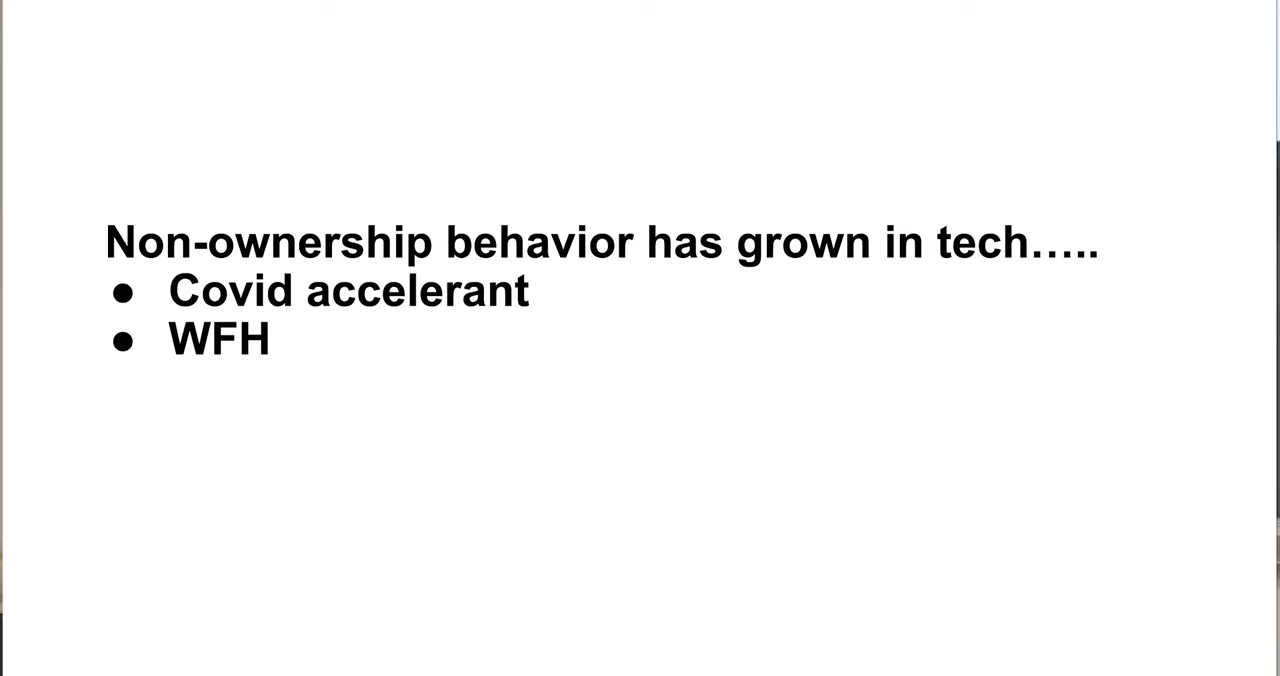 Non-ownership behavior has grown in tech…..
● Covid accelerant
● WFH